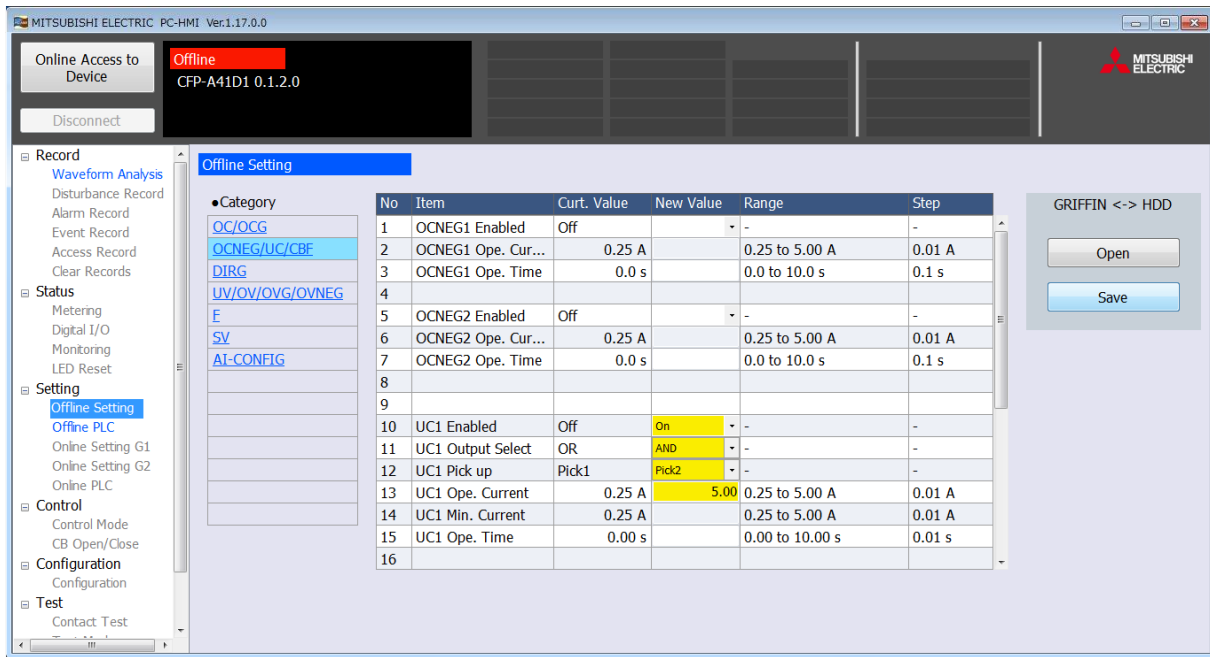 MITSUBISHI ELECTRIC PC-HMI Ver.1.17.0.0
Online Access to
Device
Disconnect
Offline
CFP-A41D1 0.1.2.0
MITSUBISHI
ELECTRIC
Record
Waveform Analysis
Disturbance Record
Alarm Record
Event Record
Access Record
Clear Records
Status
Metering
Digital I/O
Monitoring
LED Reset
Setting
Offline Setting
Offline PLC
Online Setting G1
Online Setting G2
Online PLC
Control
Control Mode
CB Open/Close
Configuration
Configuration
Test
Contact Test
Offline Setting
●Category
OC/OCG
OCNEG/UC/CBF
DIRG
UV/OV/OVG/OVNEG
F
SV
AI-CONFIG
No Item Curt. Value New Value Range Step
1 OCNEG1 Enabled Off - -
2 OCNEG1 Ope. Cur... 0.25 A 0.25 to 5.00 A 0.01 A
3 OCNEG1 Ope. Time 0.0 s 0.0 to 10.0 s 0.1 s
4
5 OCNEG2 Enabled Off - -
6 OCNEG2 Ope. Cur... 0.25 A 0.25 to 5.00 A 0.01 A
7 OCNEG2 Ope. Time 0.0 s 0.0 to 10.0 s 0.1 s
8
9
10 UC1 Enabled Off On - -
11 UC1 Output Select OR AND - -
12 UC1 Pick up Pick1 Pick2 - -
13 UC1 Ope. Current 0.25 A 5.00 0.25 to 5.00 A 0.01 A
14 UC1 Min. Current 0.25 A 0.25 to 5.00 A 0.01 A
15 UC1 Ope. Time 0.00 s 0.00 to 10.00 s 0.01 s
16
GRIFFIN <-> HDD
Open
Save